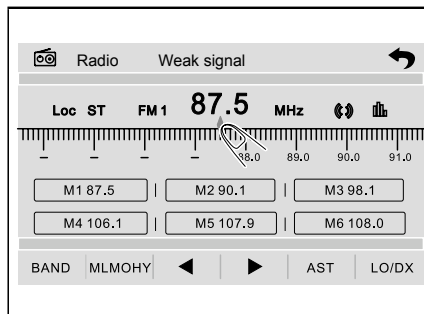 Radio Weak signal
Loc ST FM 1 87.5 MHz
88.0 89.0 90.0 91.0
M1 87.5 | M2 90.1 | M3 98.1
M4 106.1 | M5 107.9 | M6 108.0
BAND MLMOHY AST LO/DX